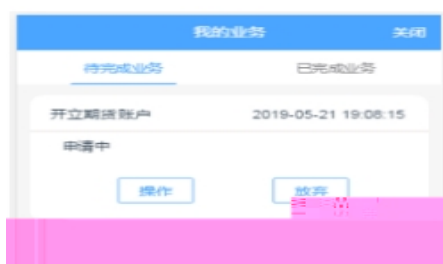 我的业务 关闭
待完成业务 已完成业务
开立期货账户 2019-05-21 19:08:15
申请中
操作 放弃